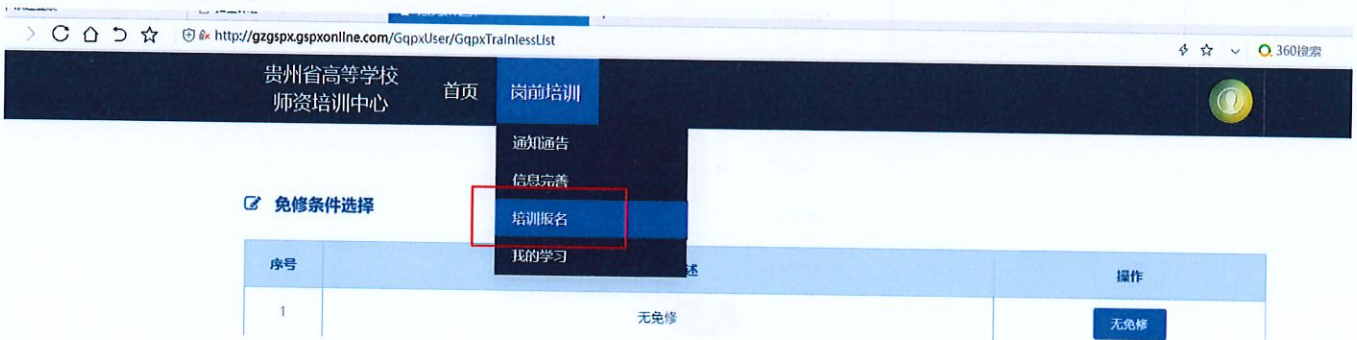 http://gzgspx.gspxonline.com/GqpxUser/GqpxTrainlessList
360搜索
贵州省高等学校
师资培训中心
首页
岗前培训
通知通告
信息完善
培训报名
我的学习
免修条件选择
序号
述
操作
1
无免修
无免修